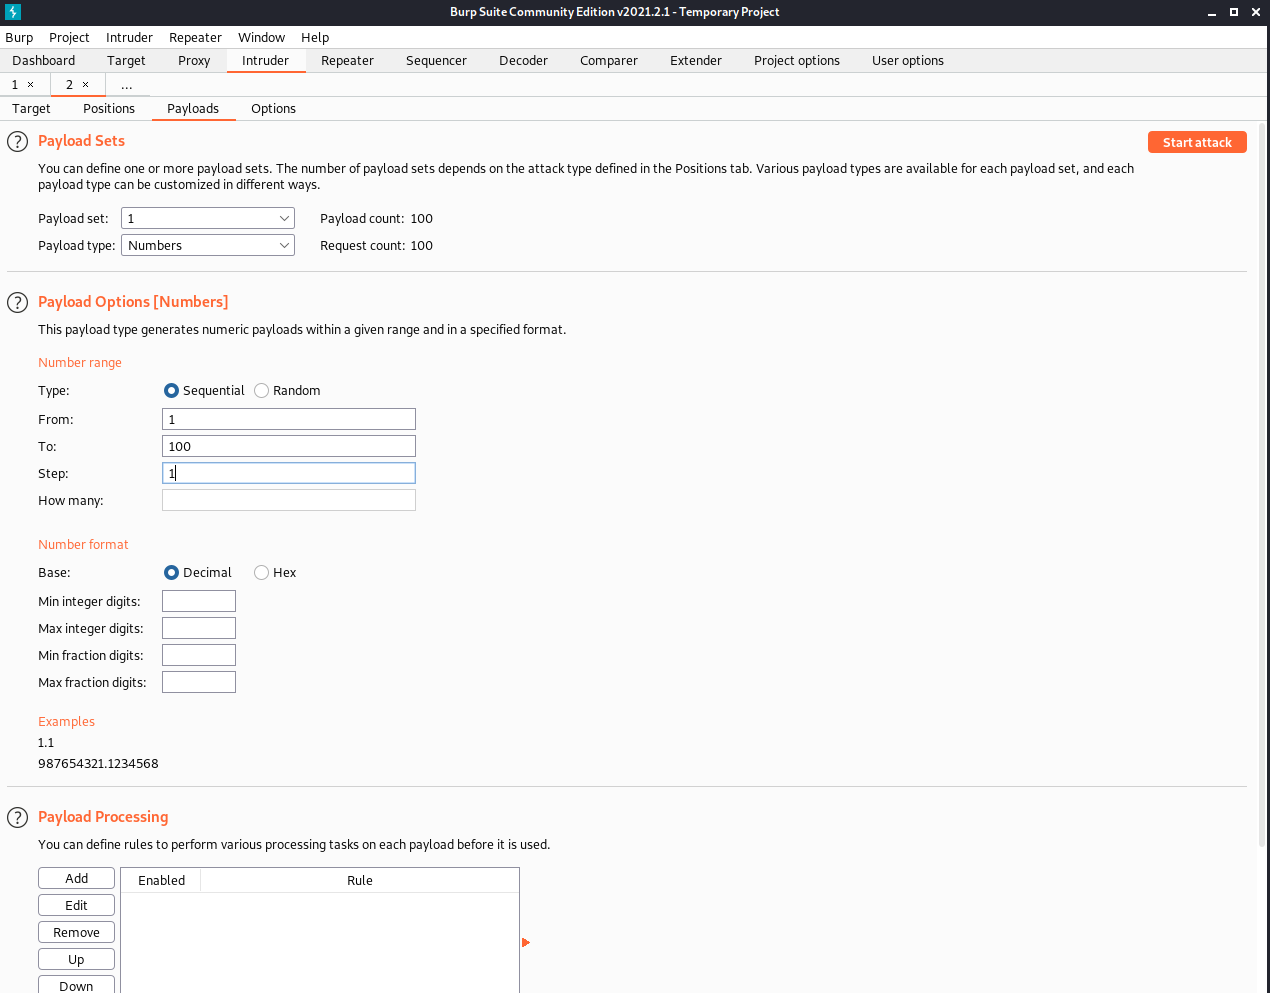 Burp Suite Community Edition v2021.2.1 - Temporary Project
Burp Project Intruder Repeater Window Help
Dashboard Target Proxy Intruder Repeater Sequencer Decoder Comparer Extender Project options User options
1 × 2 × ...
Target Positions Payloads Options
? Payload Sets Start attack
You can define one or more payload sets. The number of payload sets depends on the attack type defined in the Positions tab. Various payload types are available for each payload set, and each
payload type can be customized in different ways.
Payload set: 1 Payload count: 100
Payload type: Numbers Request count: 100
? Payload Options [Numbers]
This payload type generates numeric payloads within a given range and in a specified format.
Number range
Type: Sequential Random
From: 1
To: 100
Step: 1
How many:
Number format
Base: Decimal Hex
Min integer digits:
Max integer digits:
Min fraction digits:
Max fraction digits:
Examples
1.1
987654321.1234568
? Payload Processing
You can define rules to perform various processing tasks on each payload before it is used.
Add Enabled Rule
Edit
Remove
Up
Down